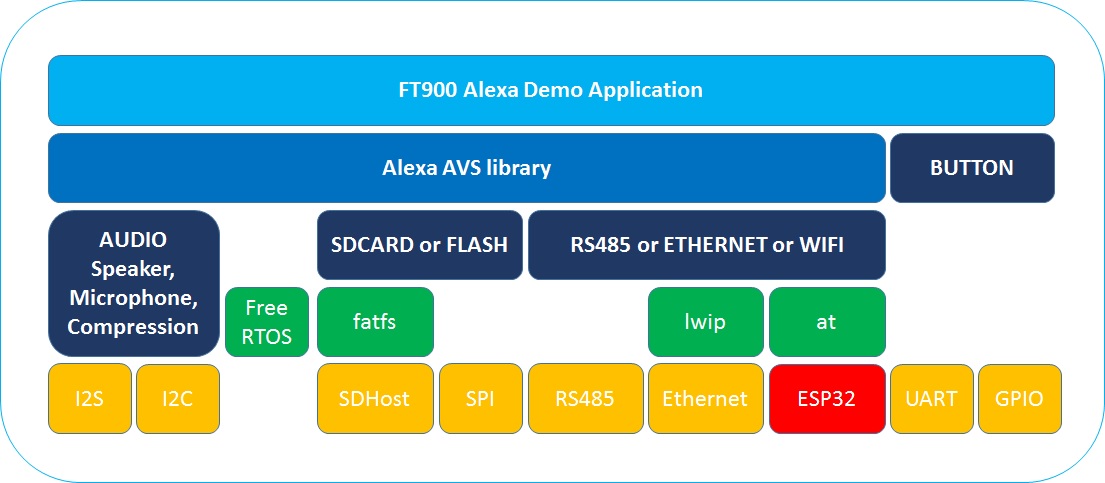 FT900 Alexa Demo Application
Alexa AVS library
BUTTON
AUDIO
Speaker,
Microphone,
Compression
SDCARD or FLASH
RS485 or ETHERNET or WIFI
Free
RTOS
fatfs
lwip
at
I2S
I2C
SDHost
SPI
RS485
Ethernet
ESP32
UART
GPIO